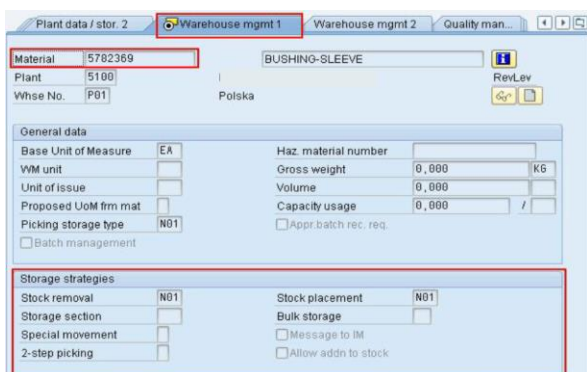 Plant data / stor. 2 Warehouse mgmt 1 Warehouse mgmt 2 Quality man...
Material 5782369 BUSHING-SLEEVE
Plant 5100 RevLev
Whse No. P01 Polska
General data
Base Unit of Measure EA Haz. material number
WM unit Gross weight 0,000 KG
Unit of issue Volume 0,000
Proposed UoM frm mat Capacity usage 0,000 /
Picking storage type N01 Appr.batch rec. req.
Batch management
Storage strategies
Stock removal N01 Stock placement N01
Storage section Bulk storage
Special movement Message to IM
2-step picking Allow addn to stock